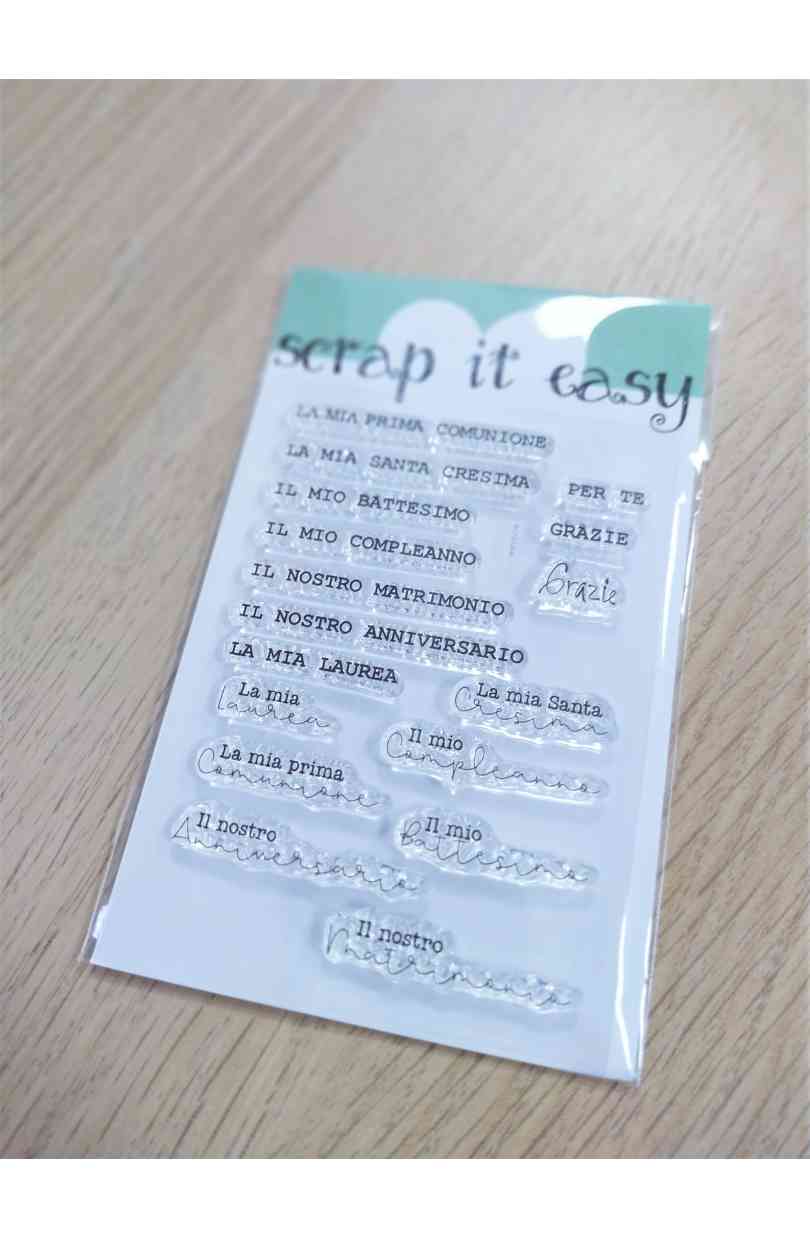 scrap it easy
LA MIA PRIMA COMUNIONE
LA MIA SANTA CRESIMA
IL MIO BATTESIMO
IL MIO COMPLEANNO
IL NOSTRO MATRIMONIO
IL NOSTRO ANNIVERSARIO
LA MIA LAUREA
PER TE
GRAZIE
Grazie
La mia
Laurea
La mia Santa
Cresima
La mia prima
Comunione
Il mio
Compleanno
Il nostro
Anniversario
Il mio
Battesimo
Il nostro
Matrimonio